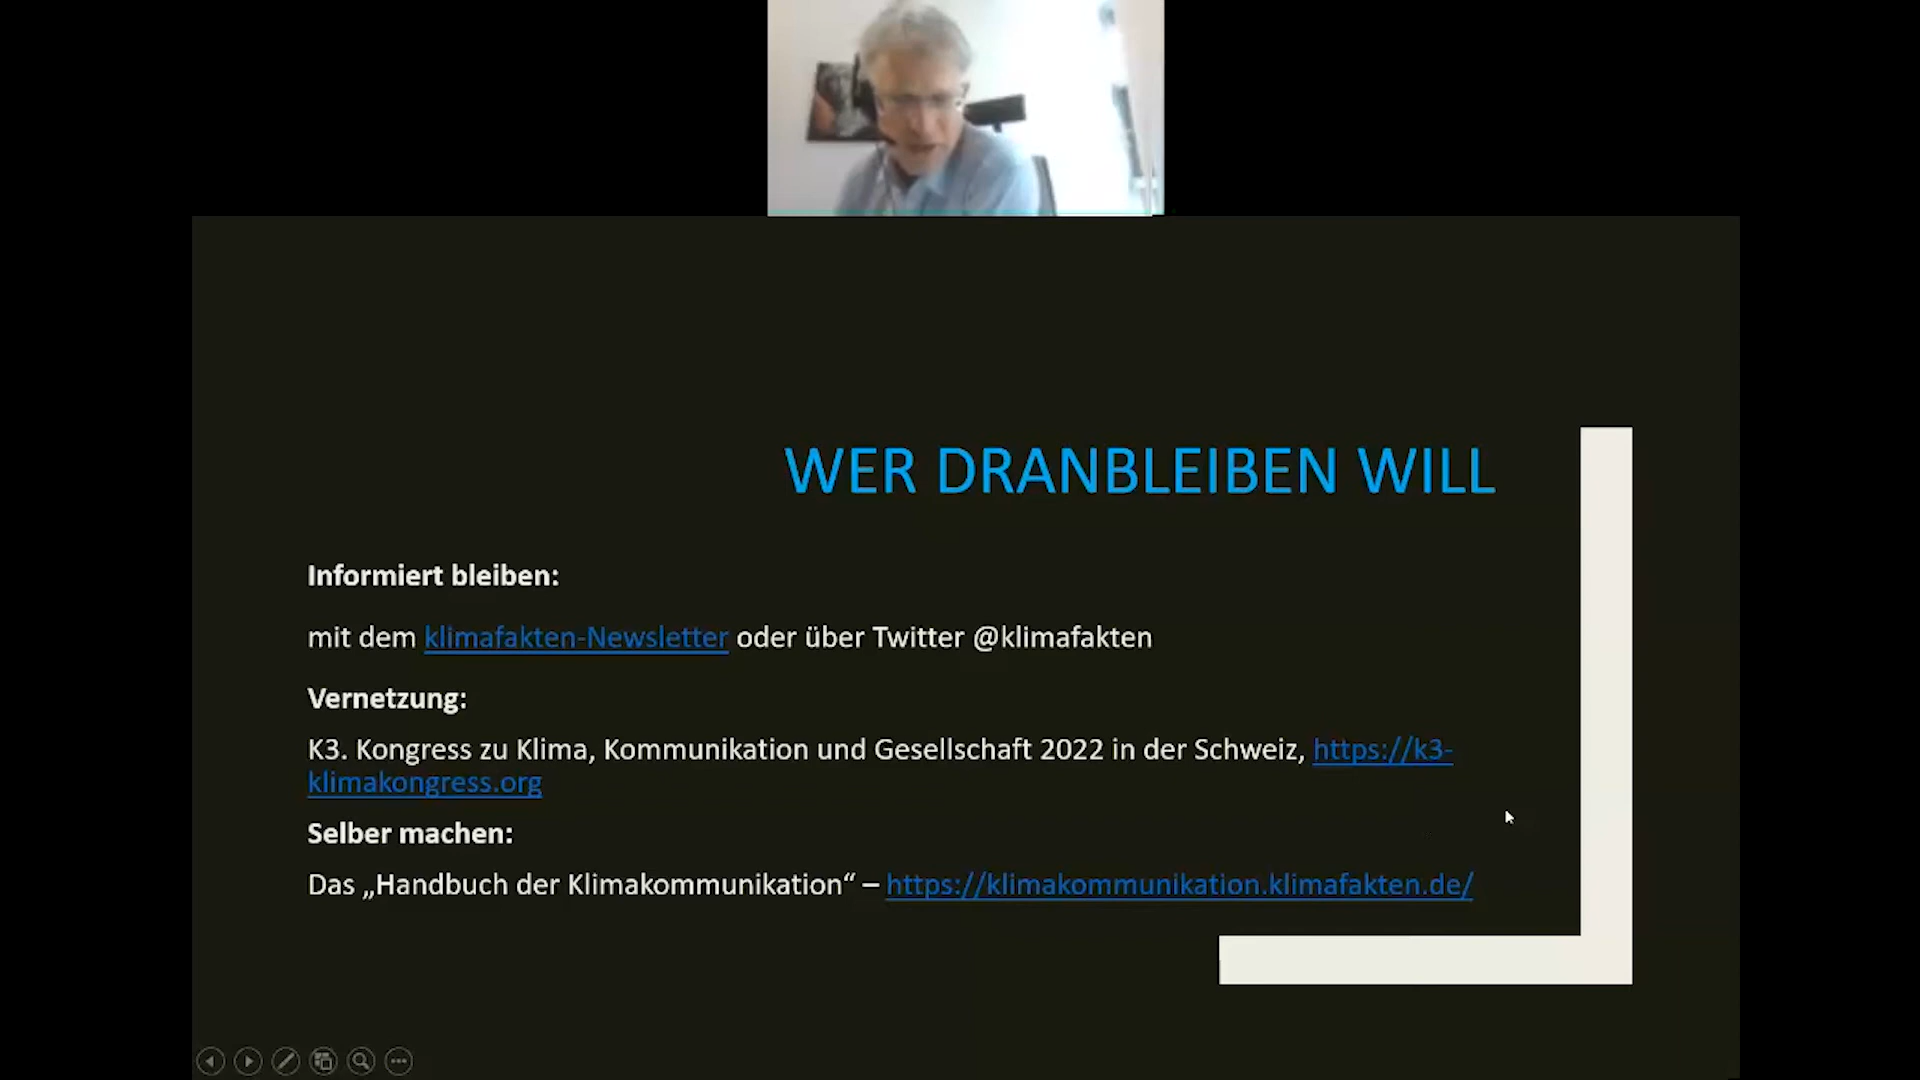 WER DRANBLEIBEN WILL
Informiert bleiben:
mit dem klimafakten-Newsletter oder über Twitter @klimafakten
Vernetzung:
K3. Kongress zu Klima, Kommunikation und Gesellschaft 2022 in der Schweiz, https://k3-
klimakongress.org
Selber machen:
Das „Handbuch der Klimakommunikation“ – https://klimakommunikation.klimafakten.de/